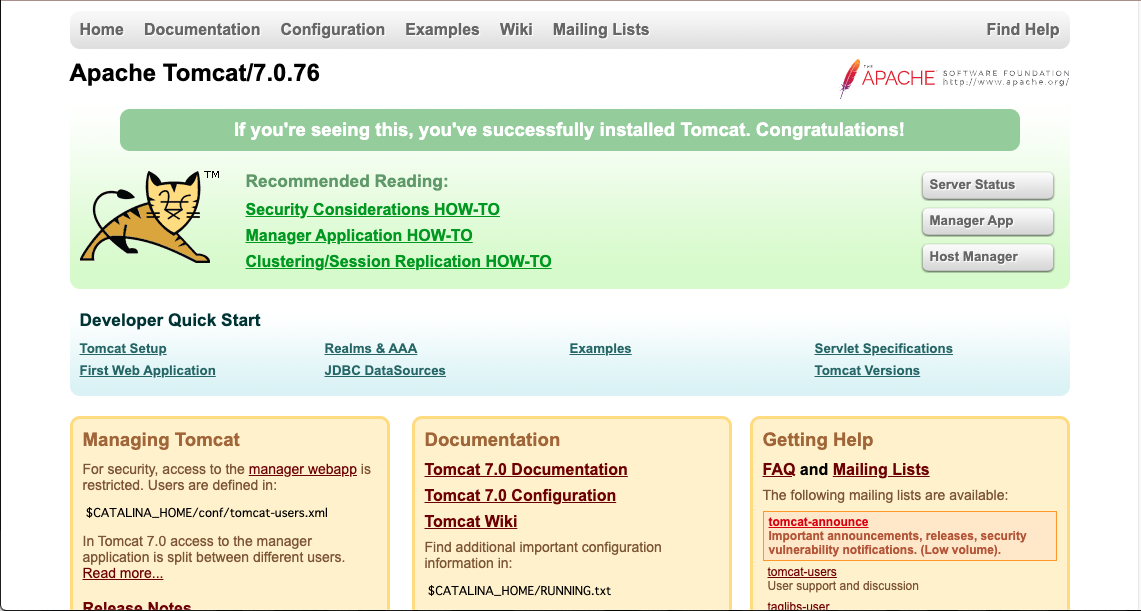 Home Documentation Configuration Examples Wiki Mailing Lists Find Help
Apache Tomcat/7.0.76
THE APACHE SOFTWARE FOUNDATION
http://www.apache.org/
If you're seeing this, you've successfully installed Tomcat. Congratulations!
TM
Recommended Reading:
Security Considerations HOW-TO
Manager Application HOW-TO
Clustering/Session Replication HOW-TO
Server Status
Manager App
Host Manager
Developer Quick Start
Tomcat Setup
First Web Application
Realms & AAA
JDBC DataSources
Examples
Servlet Specifications
Tomcat Versions
Managing Tomcat
For security, access to the manager webapp is
restricted. Users are defined in:
$CATALINA_HOME/conf/tomcat-users.xml
In Tomcat 7.0 access to the manager
application is split between different users.
Read more...
Release Notes
Documentation
Tomcat 7.0 Documentation
Tomcat 7.0 Configuration
Tomcat Wiki
Find additional important configuration
information in:
$CATALINA_HOME/RUNNING.txt
Getting Help
FAQ and Mailing Lists
The following mailing lists are available:
tomcat-announce
Important announcements, releases, security
vulnerability notifications. (Low volume).
tomcat-users
User support and discussion
taglibs-user